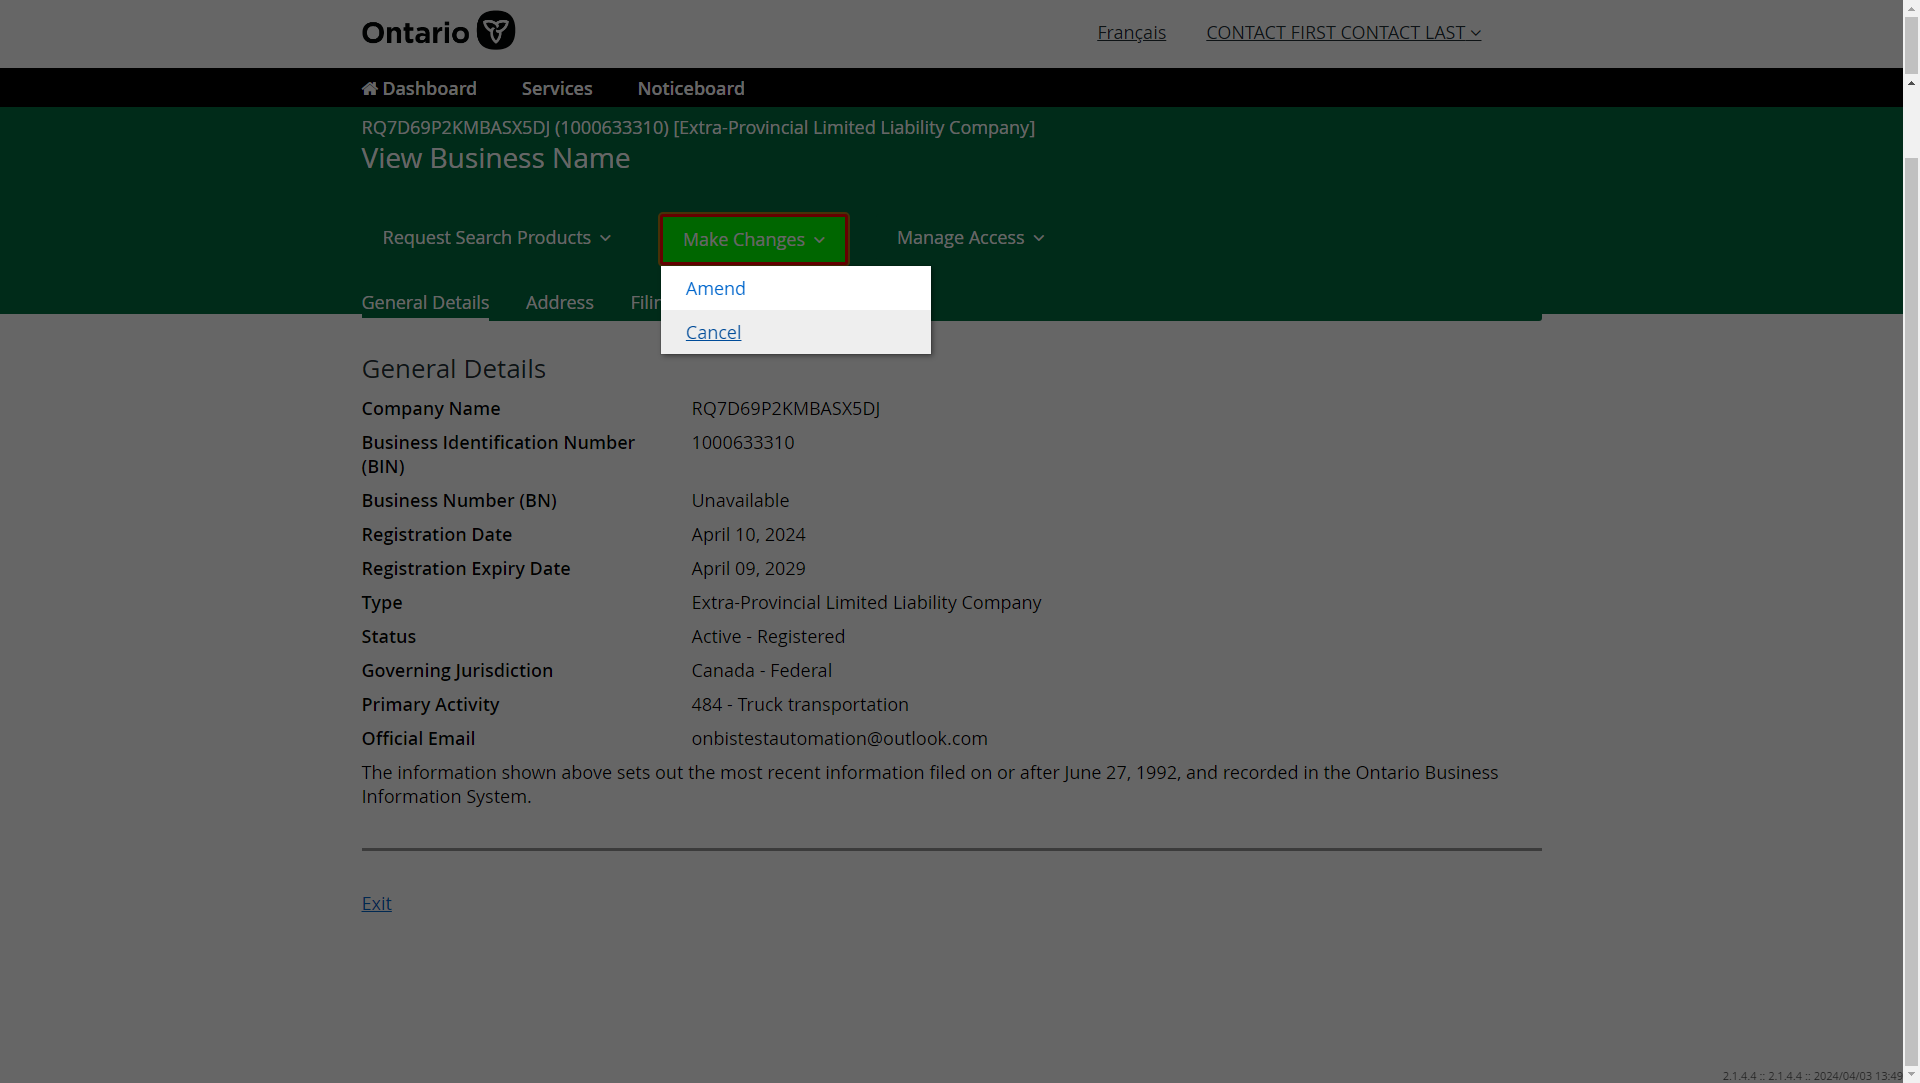 Ontario
Français
CONTACT FIRST CONTACT LAST
Dashboard
Services
Noticeboard
RQ7D69P2KMBASX5DJ (1000633310) [Extra-Provincial Limited Liability Company]
View Business Name
Request Search Products
Make Changes
Manage Access
Amend
Cancel
General Details
Address
Filin
General Details
Company Name RQ7D69P2KMBASX5DJ
Business Identification Number 1000633310
(BIN)
Business Number (BN) Unavailable
Registration Date April 10, 2024
Registration Expiry Date April 09, 2029
Type Extra-Provincial Limited Liability Company
Status Active - Registered
Governing Jurisdiction Canada - Federal
Primary Activity 484 - Truck transportation
Official Email onbistestautomation@outlook.com
The information shown above sets out the most recent information filed on or after June 27, 1992, and recorded in the Ontario Business
Information System.
Exit
2.1.4.4 :: 2.1.4.4 :: 2024/04/03 13:49